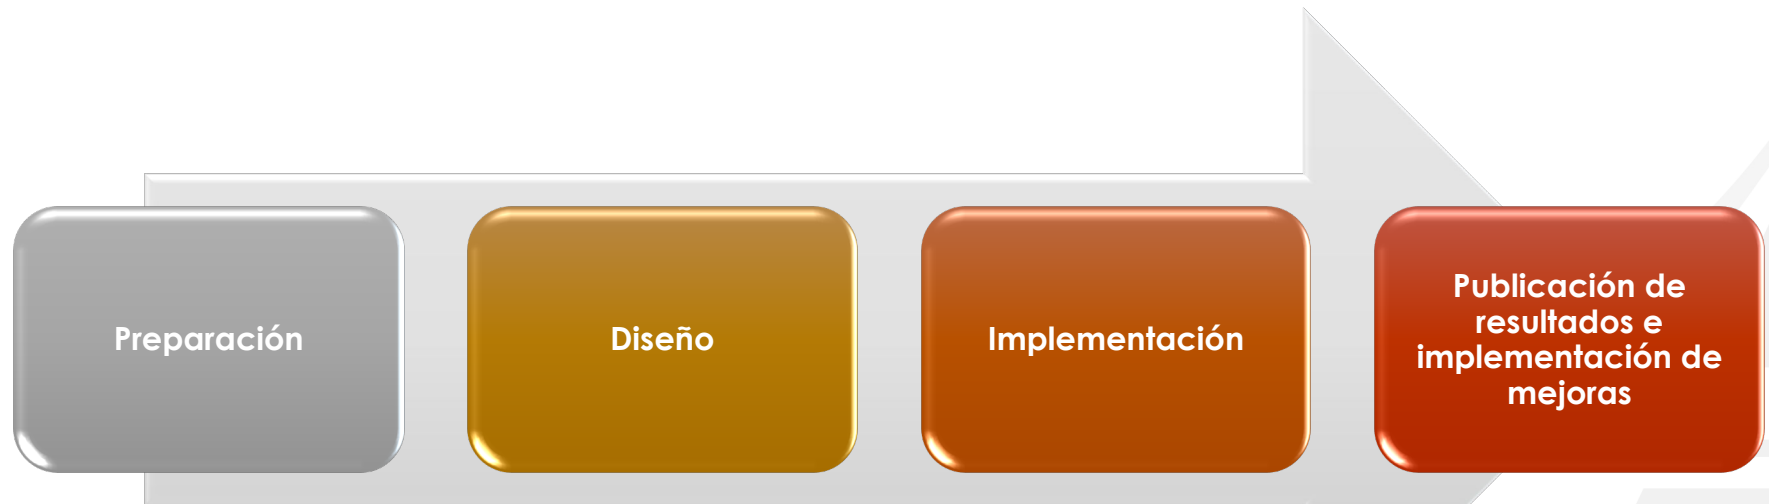 Preparación
Diseño
Implementación
Publicación de
resultados e
implementación de
mejoras